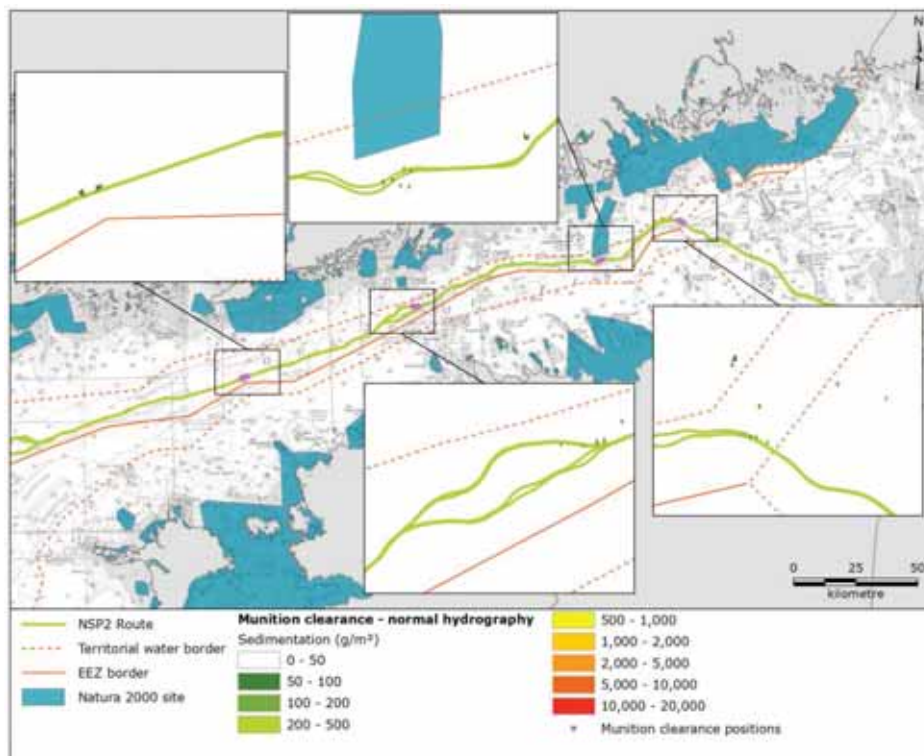 N
0 25 50
kilometre
NSP2 Route
Territorial water border
EEZ border
Natura 2000 site
Munition clearance - normal hydrography
Sedimentation (g/m²)
0 - 50
50 - 100
100 - 200
200 - 500
500 - 1,000
1,000 - 2,000
2,000 - 5,000
5,000 - 10,000
10,000 - 20,000
Munition clearance positions